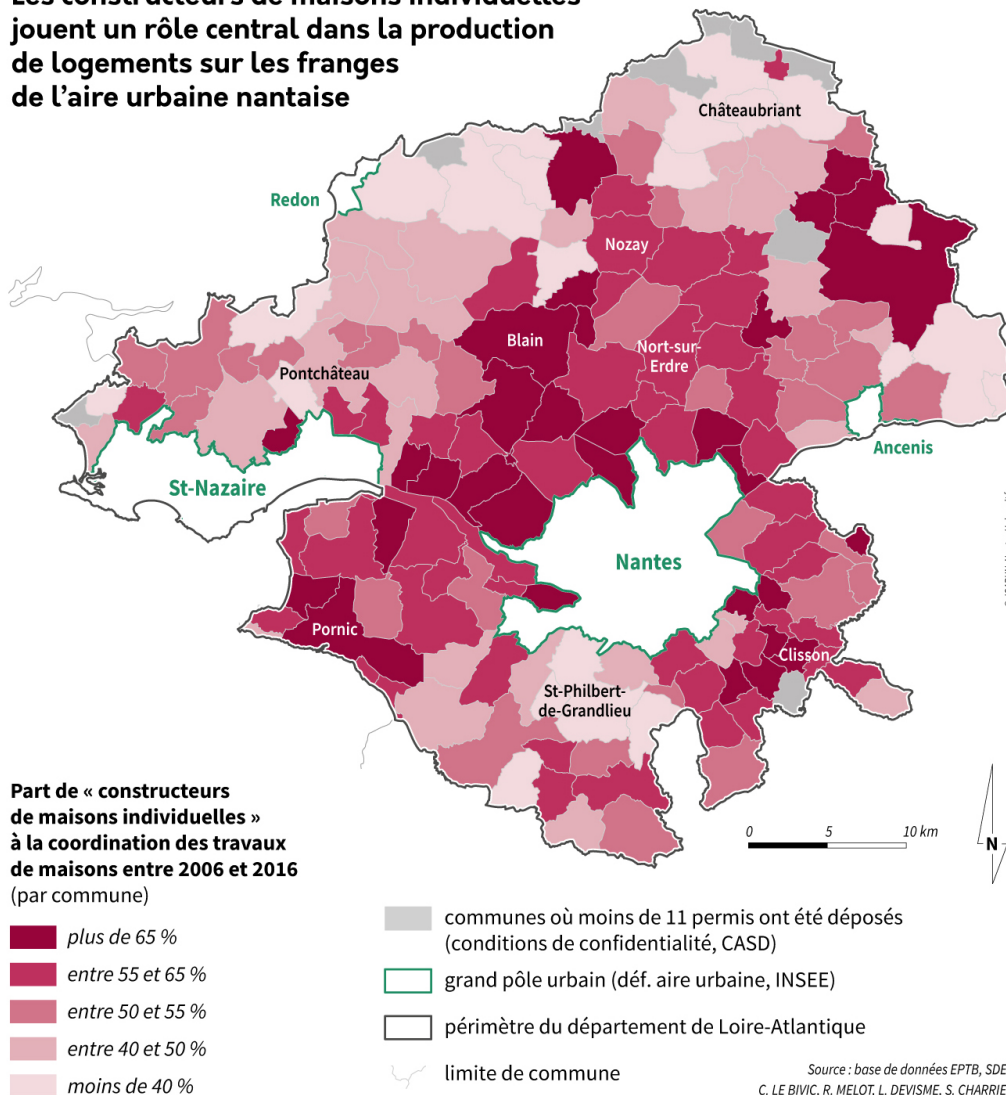 Les constructeurs de maisons individuelles
jouent un rôle central dans la production
de logements sur les franges
de l'aire urbaine nantaise
Châteaubriant
Redon
Nozay
Blain
Nort-sur-
Erdre
Pontchâteau
Ancenis
St-Nazaire
Nantes
Pornic
Clisson
St-Philbert-
de-Grandlieu
Part de « constructeurs
de maisons individuelles »
à la coordination des travaux
de maisons entre 2006 et 2016
(par commune)
plus de 65 %
entre 55 et 65 %
entre 50 et 55 %
entre 40 et 50 %
moins de 40 %
0 5 10 km
N
communes où moins de 11 permis ont été déposés
(conditions de confidentialité, CASD)
grand pôle urbain (déf. aire urbaine, INSEE)
périmètre du département de Loire-Atlantique
limite de commune
Source : base de données EPTB, SDE
C. LE BIVIC, R. MELOT, L. DEVISME, S. CHARRIE